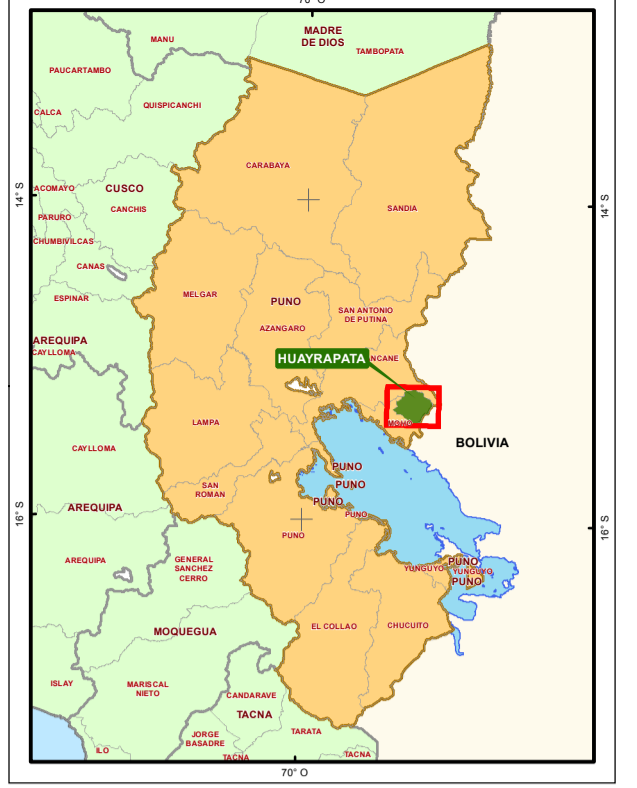 70° O
MADRE
DE DIOS
MANU
TAMBOPATA
PAUCARTAMBO
CALCA
QUISPICANCHI
CARABAYA
ACOMAYO
CUSCO
14° S
14° S
SANDIA
CANCHIS
PARURO
CHUMBIVILCAS
CANAS
ESPINAR
MELGAR
PUNO
SAN ANTONIO
DE PUTINA
AZANGARO
AREQUIPA
CAYLLOMA
HUAYRAPATA
NCANE
LAMPA
MOHO
BOLIVIA
CAYLLOMA
PUNO
PUNO
SAN
ROMAN
PUNO
PUNO
AREQUIPA
16° S
16° S
PUNO
AREQUIPA
GENERAL
SANCHEZ
CERRO
PUNO
YUNGUYO
YUNGUYO
PUNO
MOQUEGUA
EL COLLAO
CHUCUITO
ISLAY
MARISCAL
NIETO
CANDARAVE
TACNA
JORGE
BASADRE
TARATA
ILO
TACNA
TACNA
70° O